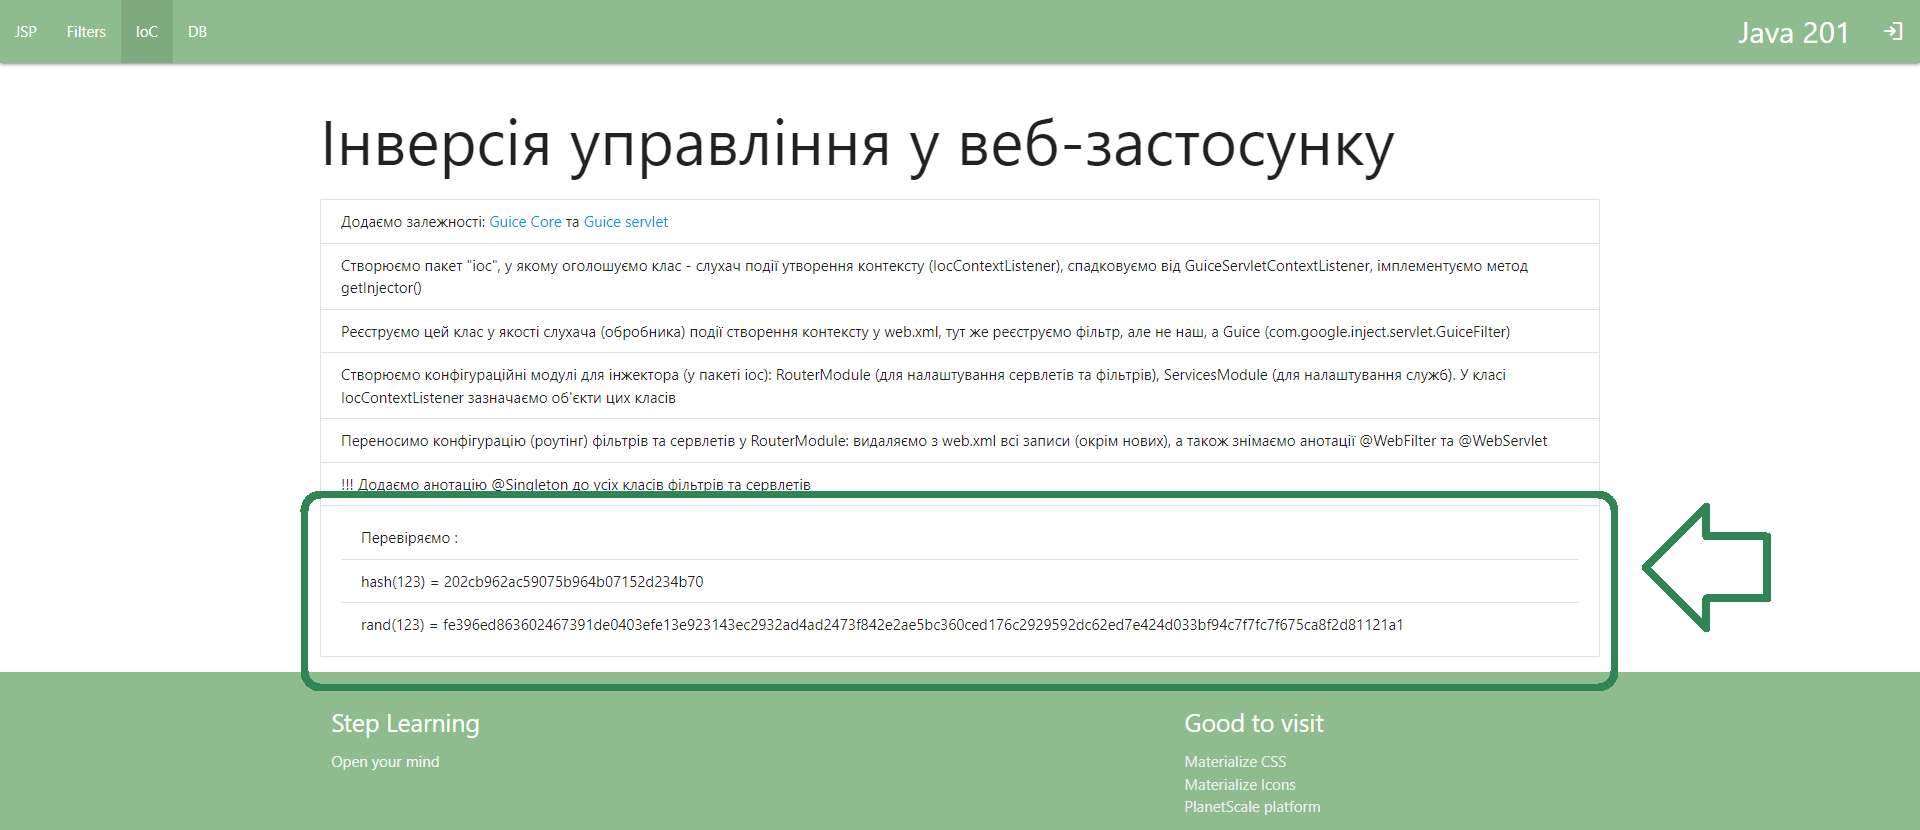 JSP Filters IoC DB Java 201
Інверсія управління у веб-застосунку
Додаємо залежності: Guice Core та Guice servlet
Створюємо пакет "ioc", у якому оголошуємо клас - слухач події утворення контексту (IocContextListener), спадковуємо від GuiceServletContextListener, імплементуємо метод
getInjector()
Реєструємо цей клас у якості слухача (обробника) події створення контексту у web.xml, тут же реєструємо фільтр, але не наш, а Guice (com.google.inject.servlet.GuiceFilter)
Створюємо конфігураційні модулі для інжектора (у пакеті ioc): RouterModule (для налаштування сервлетів та фільтрів), ServicesModule (для налаштування служб). У класі
IocContextListener зазначаємо об'єкти цих класів
Переносимо конфігурацію (роутінг) фільтрів та сервлетів у RouterModule: видаляємо з web.xml всі записи (окрім нових), а також знімаємо анотації @WebFilter та @WebServlet
!!! Додаємо анотацію @Singleton до усіх класів фільтрів та сервлетів
Перевіряємо :
hash(123) = 202cb962ac59075b964b07152d234b70
rand(123) = fe396ed863602467391de0403efe13e923143ec2932ad4ad2473f842e2ae5bc360ced176c2929592dc62ed7e424d033bf94c7f7fc7f675ca8f2d81121a1
Step Learning
Open your mind
Good to visit
Materialize CSS
Materialize Icons
PlanetScale platform